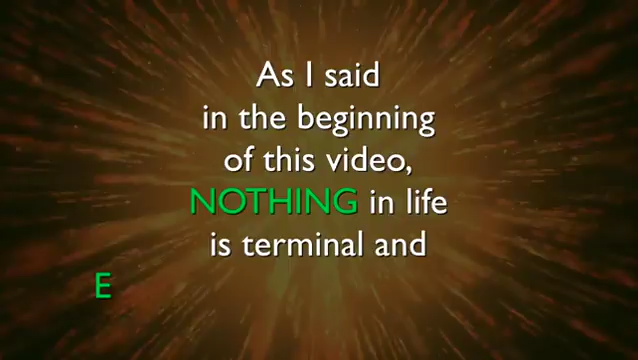 As I said
in the beginning
of this video,
NOTHING in life
is terminal and
E